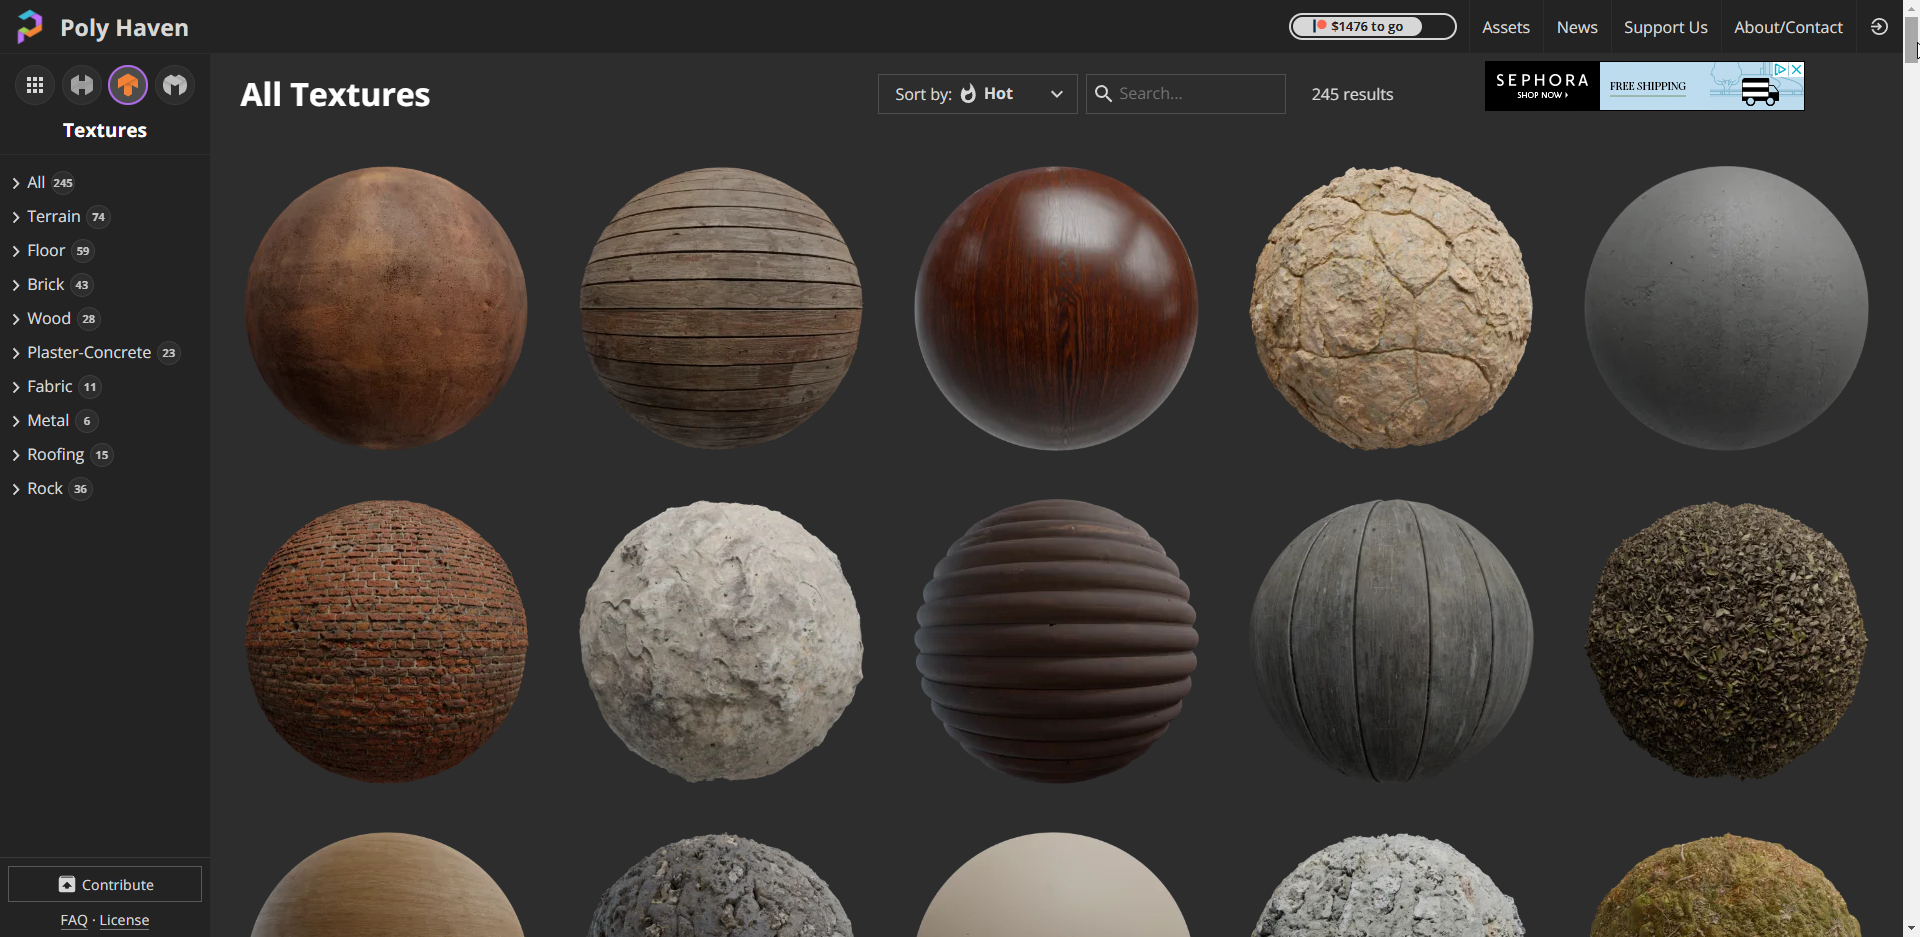 Poly Haven
$1476 to go
Assets
News
Support Us
About/Contact
Textures
All 245
Terrain 74
Floor 59
Brick 43
Wood 28
Plaster-Concrete 23
Fabric 11
Metal 6
Roofing 15
Rock 36
Contribute
FAQ · License
All Textures
Sort by: Hot
Search...
245 results
SEPHORA
SHOP NOW
FREE SHIPPING